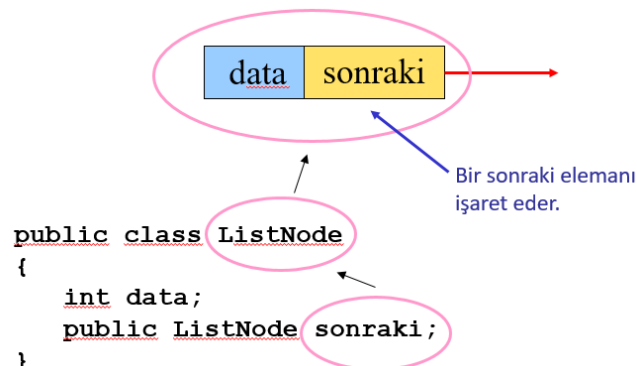 data sonraki
Bir sonraki elemanı
işaret eder.
public class ListNode
{
int data;
public ListNode sonraki;
}